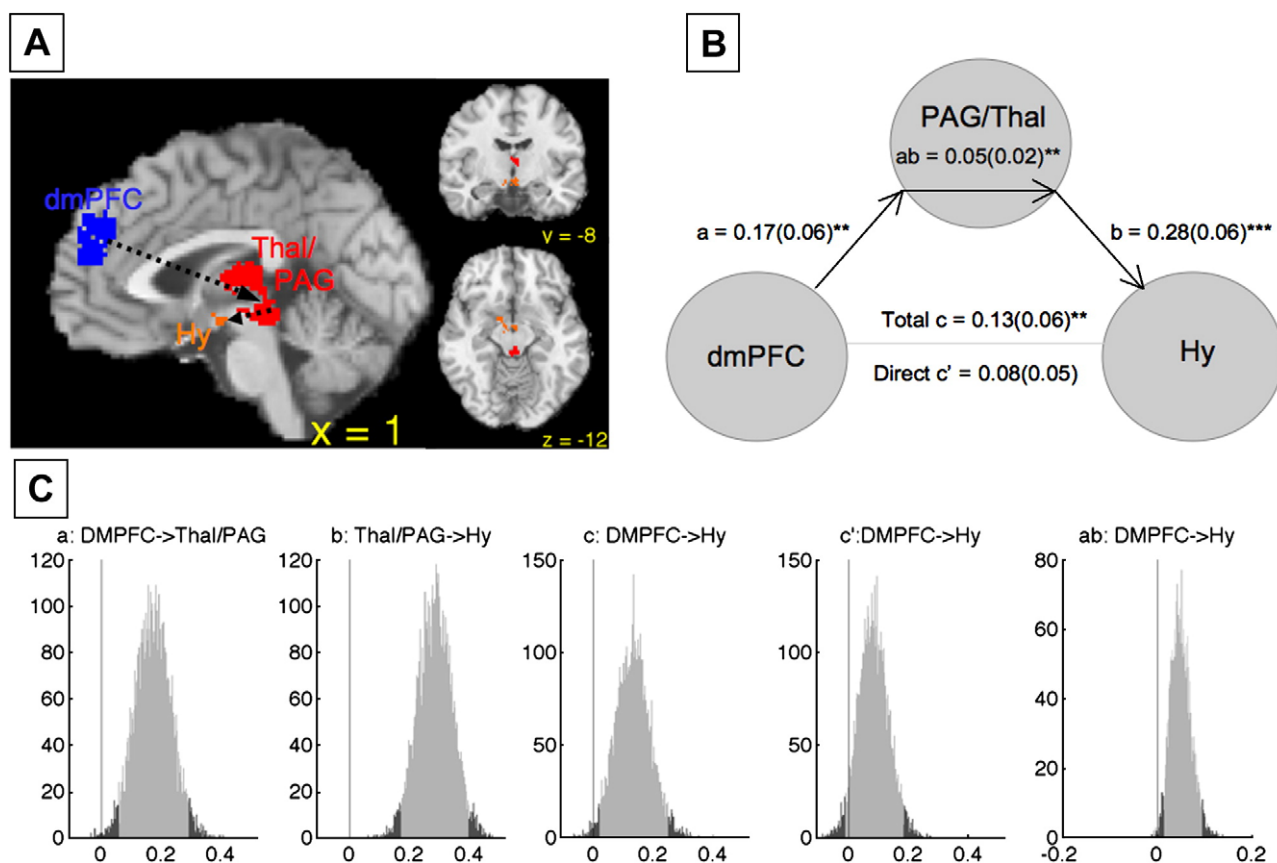 A
dmPFC
Thal/
PAG
Hy
x = 1
y = -8
z = -12
B
PAG/Thal
ab = 0.05(0.02)**
a = 0.17(0.06)**
b = 0.28(0.06)***
Total c = 0.13(0.06)**
dmPFC
Hy
Direct c' = 0.08(0.05)
C
a: DMPFC->Thal/PAG
120
100
80
60
40
20
0
0 0.2 0.4
b: Thal/PAG->Hy
120
100
80
60
40
20
0
0 0.2 0.4
c: DMPFC->Hy
150
100
50
0
0 0.2 0.4
c':DMPFC->Hy
150
100
50
0
0 0.2 0.4
ab: DMPFC->Hy
80
60
40
20
0
-0.2 0 0.2